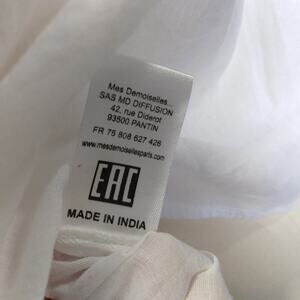 Mes Demoiselles...
SAS MD DIFFUSION
42, rue Diderot
93500 PANTIN
FR 75 808 627 426
www.mesdemoisellesparis.com
EAC
MADE IN INDIA